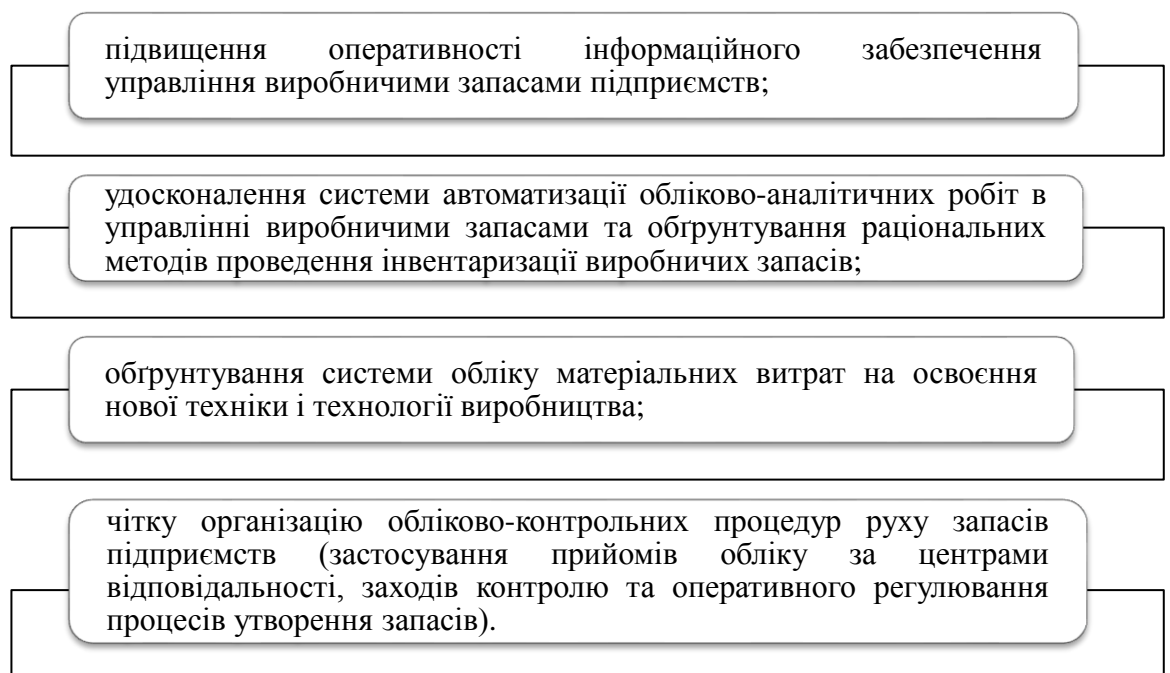 підвищення оперативності інформаційного забезпечення
управління виробничими запасами підприємств;
удосконалення системи автоматизації обліково-аналітичних робіт в
управлінні виробничими запасами та обґрунтування раціональних
методів проведення інвентаризації виробничих запасів;
обґрунтування системи обліку матеріальних витрат на освоєння
нової техніки і технології виробництва;
чітку організацію обліково-контрольних процедур руху запасів
підприємств (застосування прийомів обліку за центрами
відповідальності, заходів контролю та оперативного регулювання
процесів утворення запасів).